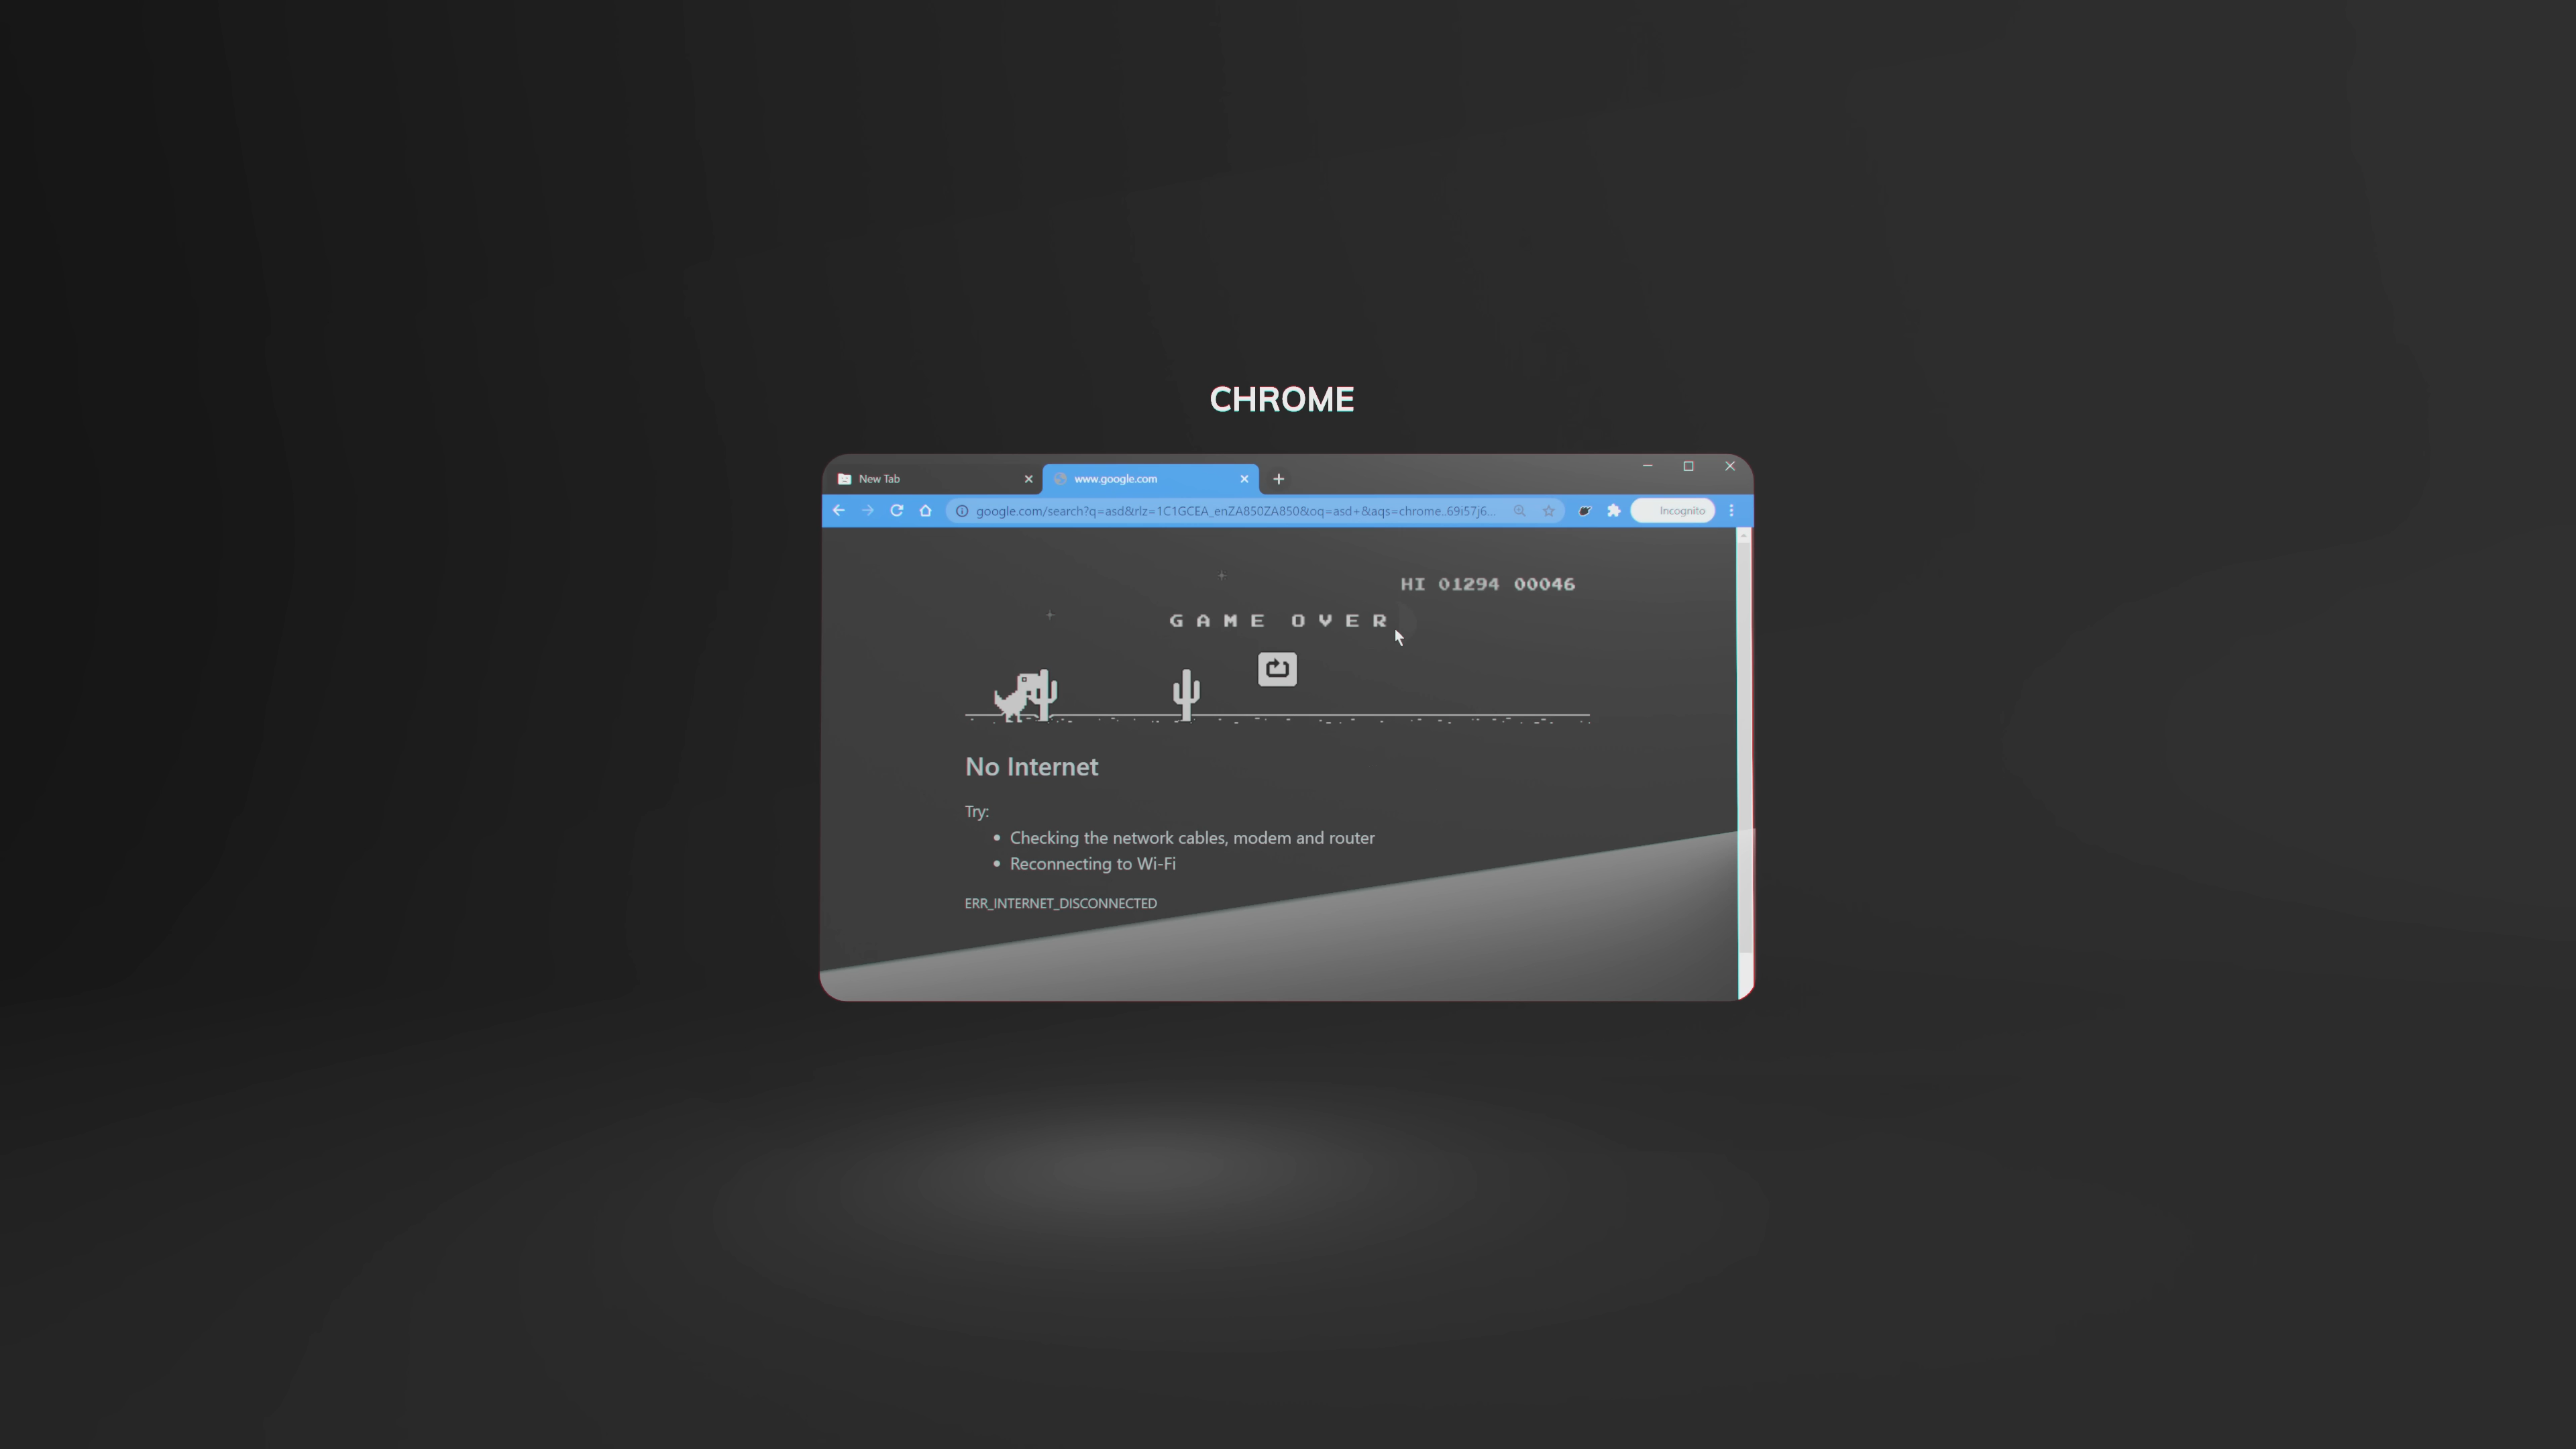 CHROME
New Tab
www.google.com
google.com/search?q=asd&rlz=1C1GCEA_enZA850ZA850&oq=asd+&aqs=chrome..69i57j6...
Incognito
HI 01294 00046
GAME OVER
No Internet
Try:
• Checking the network cables, modem and router
• Reconnecting to Wi-Fi
ERR_INTERNET_DISCONNECTED